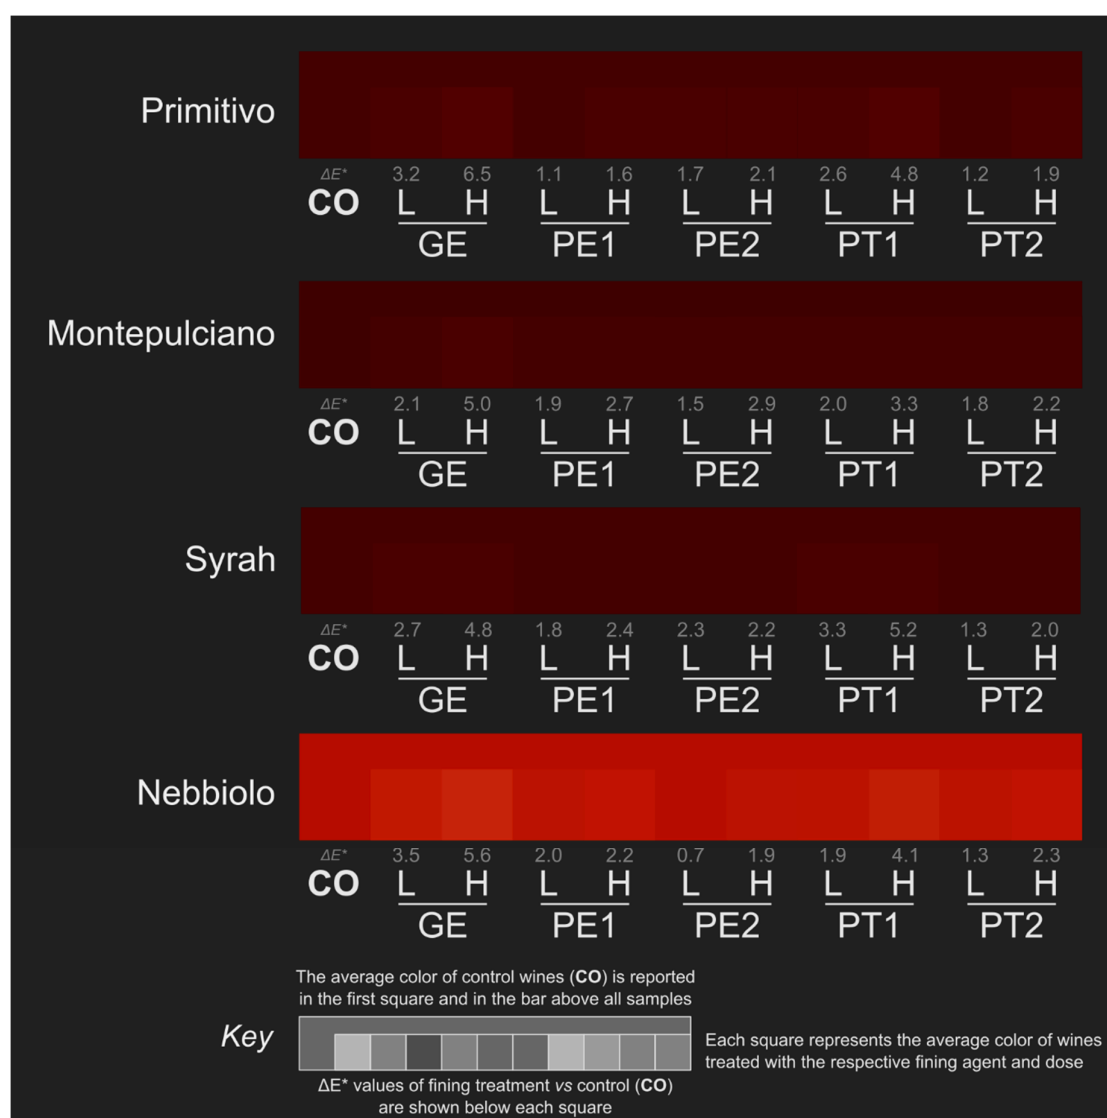 Primitivo
ΔE* 3.2 6.5 1.1 1.6 1.7 2.1 2.6 4.8 1.2 1.9
CO L H L H L H L H L H
GE PE1 PE2 PT1 PT2
Montepulciano
ΔE* 2.1 5.0 1.9 2.7 1.5 2.9 2.0 3.3 1.8 2.2
CO L H L H L H L H L H
GE PE1 PE2 PT1 PT2
Syrah
ΔE* 2.7 4.8 1.8 2.4 2.3 2.2 3.3 5.2 1.3 2.0
CO L H L H L H L H L H
GE PE1 PE2 PT1 PT2
Nebbiolo
ΔE* 3.5 5.6 2.0 2.2 0.7 1.9 1.9 4.1 1.3 2.3
CO L H L H L H L H L H
GE PE1 PE2 PT1 PT2
The average color of control wines (CO) is reported
in the first square and in the bar above all samples
Key
Each square represents the average color of wines
treated with the respective fining agent and dose
ΔE* values of fining treatment vs control (CO)
are shown below each square